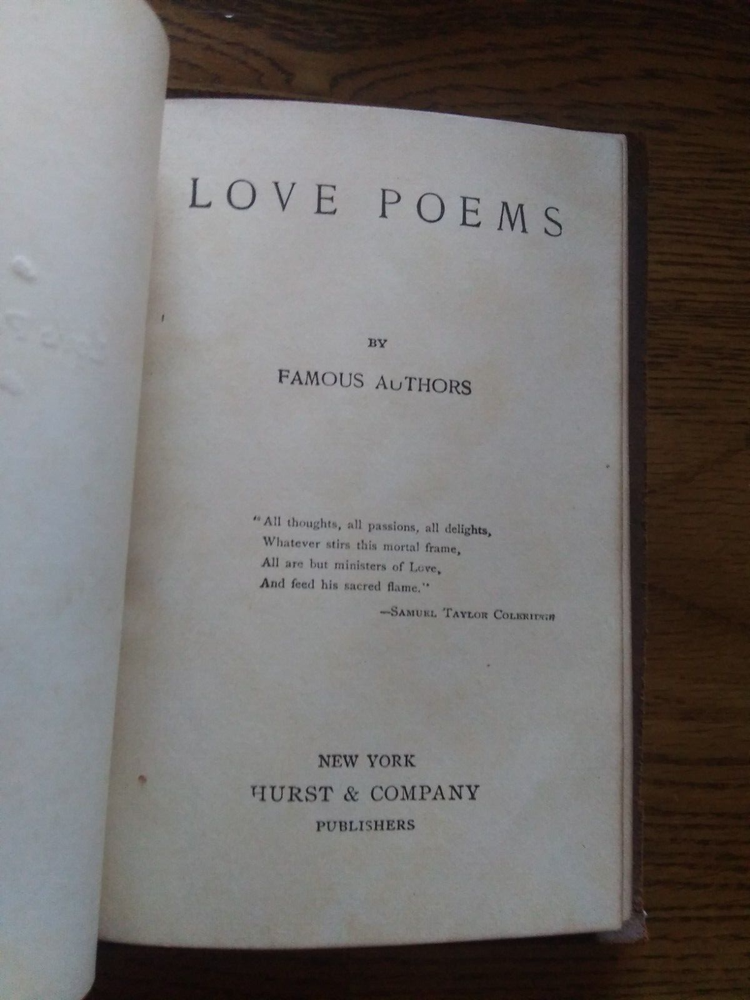 LOVE POEMS
BY
FAMOUS AUTHORS
“All thoughts, all passions, all delights,
Whatever stirs this mortal frame,
All are but ministers of Love,
And feed his sacred flame.”
—SAMUEL TAYLOR COLERIDGE
NEW YORK
HURST & COMPANY
PUBLISHERS